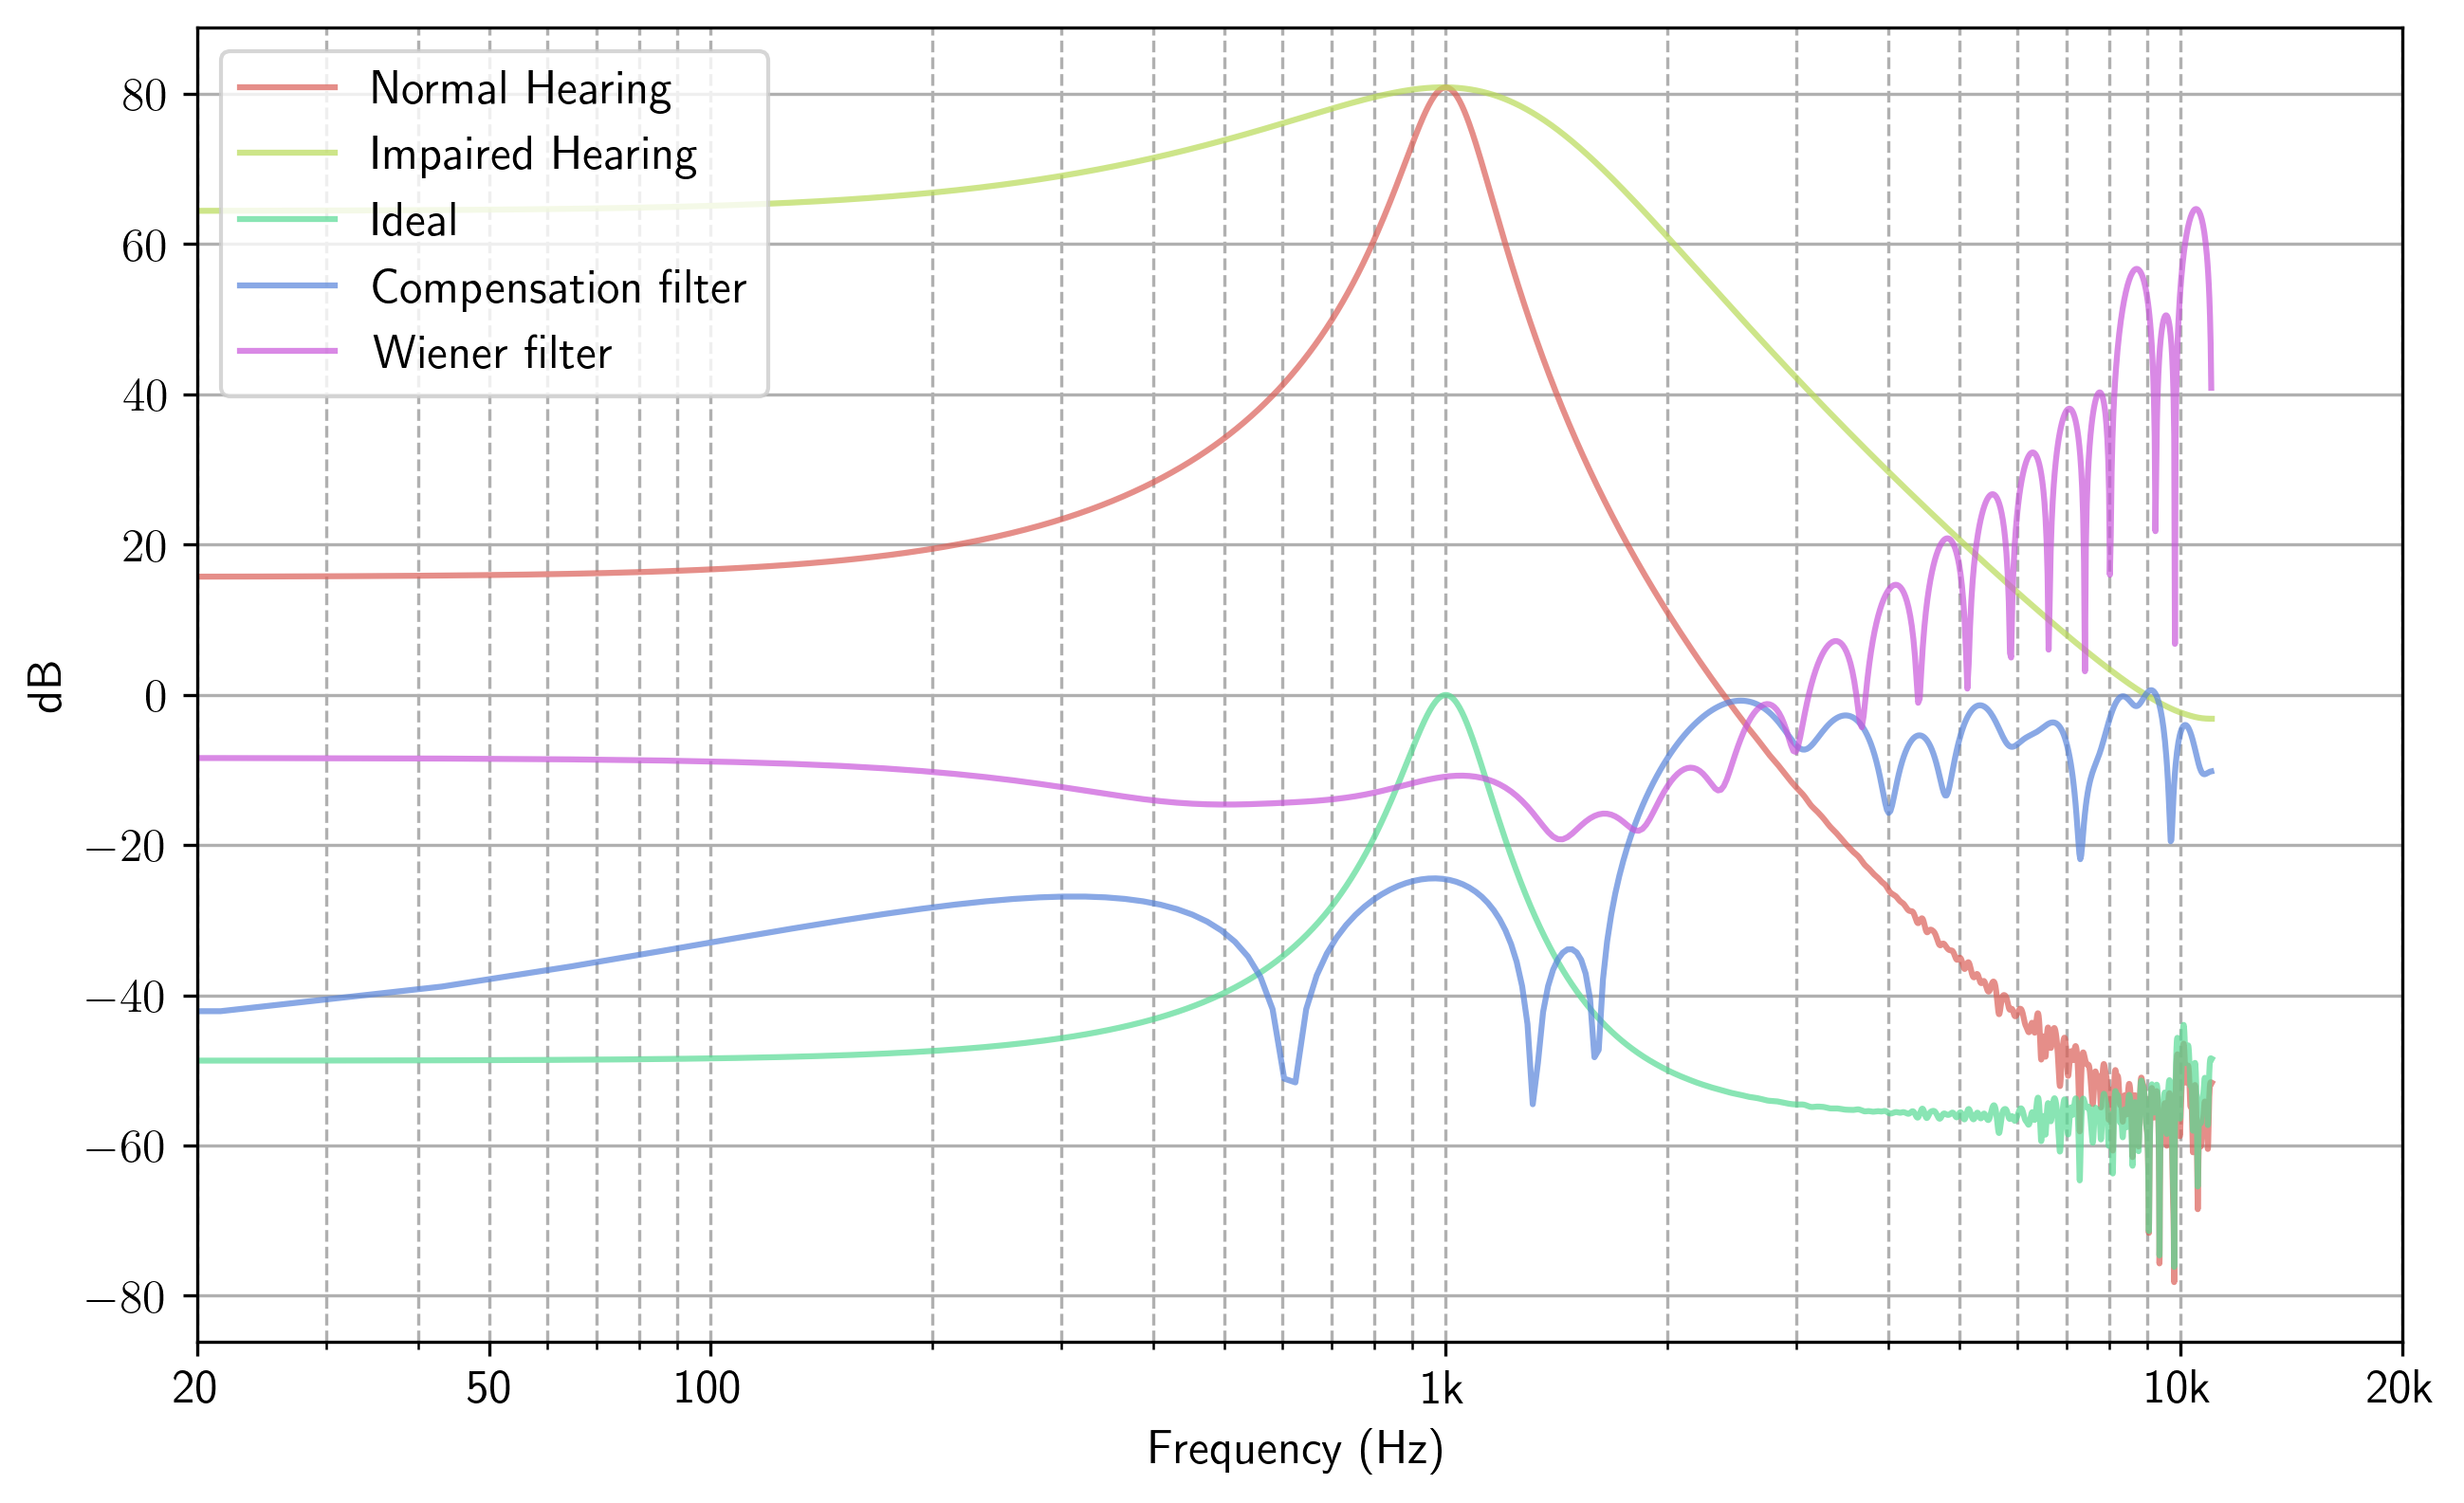 Normal Hearing
Impaired Hearing
Ideal
Compensation filter
Wiener filter
80
60
40
20
0
−20
−40
−60
−80
dB
20 50 100 1k 10k 20k
Frequency (Hz)